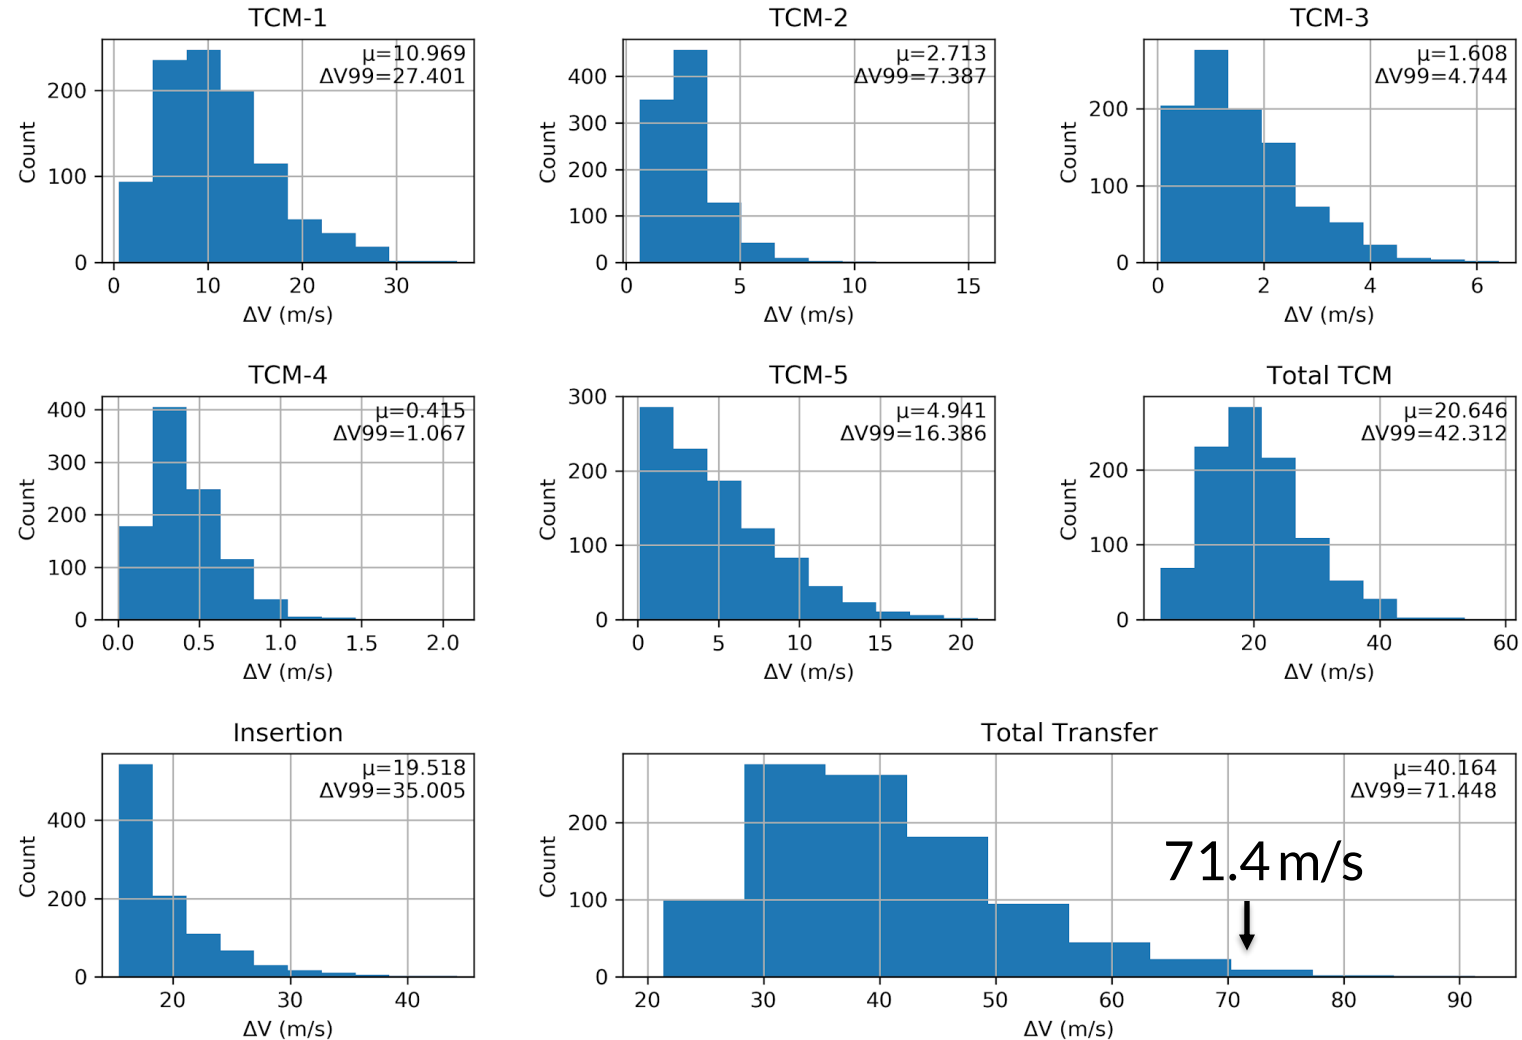 TCM-1
μ=10.969
ΔV99=27.401
200
100
0
Count
0 10 20 30
ΔV (m/s)
TCM-2
μ=2.713
ΔV99=7.387
400
300
200
100
0
Count
0 5 10 15
ΔV (m/s)
TCM-3
μ=1.608
ΔV99=4.744
200
100
0
Count
0 2 4 6
ΔV (m/s)
TCM-4
μ=0.415
ΔV99=1.067
400
300
200
100
0
Count
0.0 0.5 1.0 1.5 2.0
ΔV (m/s)
TCM-5
μ=4.941
ΔV99=16.386
300
200
100
0
Count
0 5 10 15 20
ΔV (m/s)
Total TCM
μ=20.646
ΔV99=42.312
200
100
0
Count
20 40 60
ΔV (m/s)
Insertion
μ=19.518
ΔV99=35.005
400
200
0
Count
20 30 40
ΔV (m/s)
Total Transfer
μ=40.164
ΔV99=71.448
71.4 m/s
200
100
0
Count
20 30 40 50 60 70 80 90
ΔV (m/s)